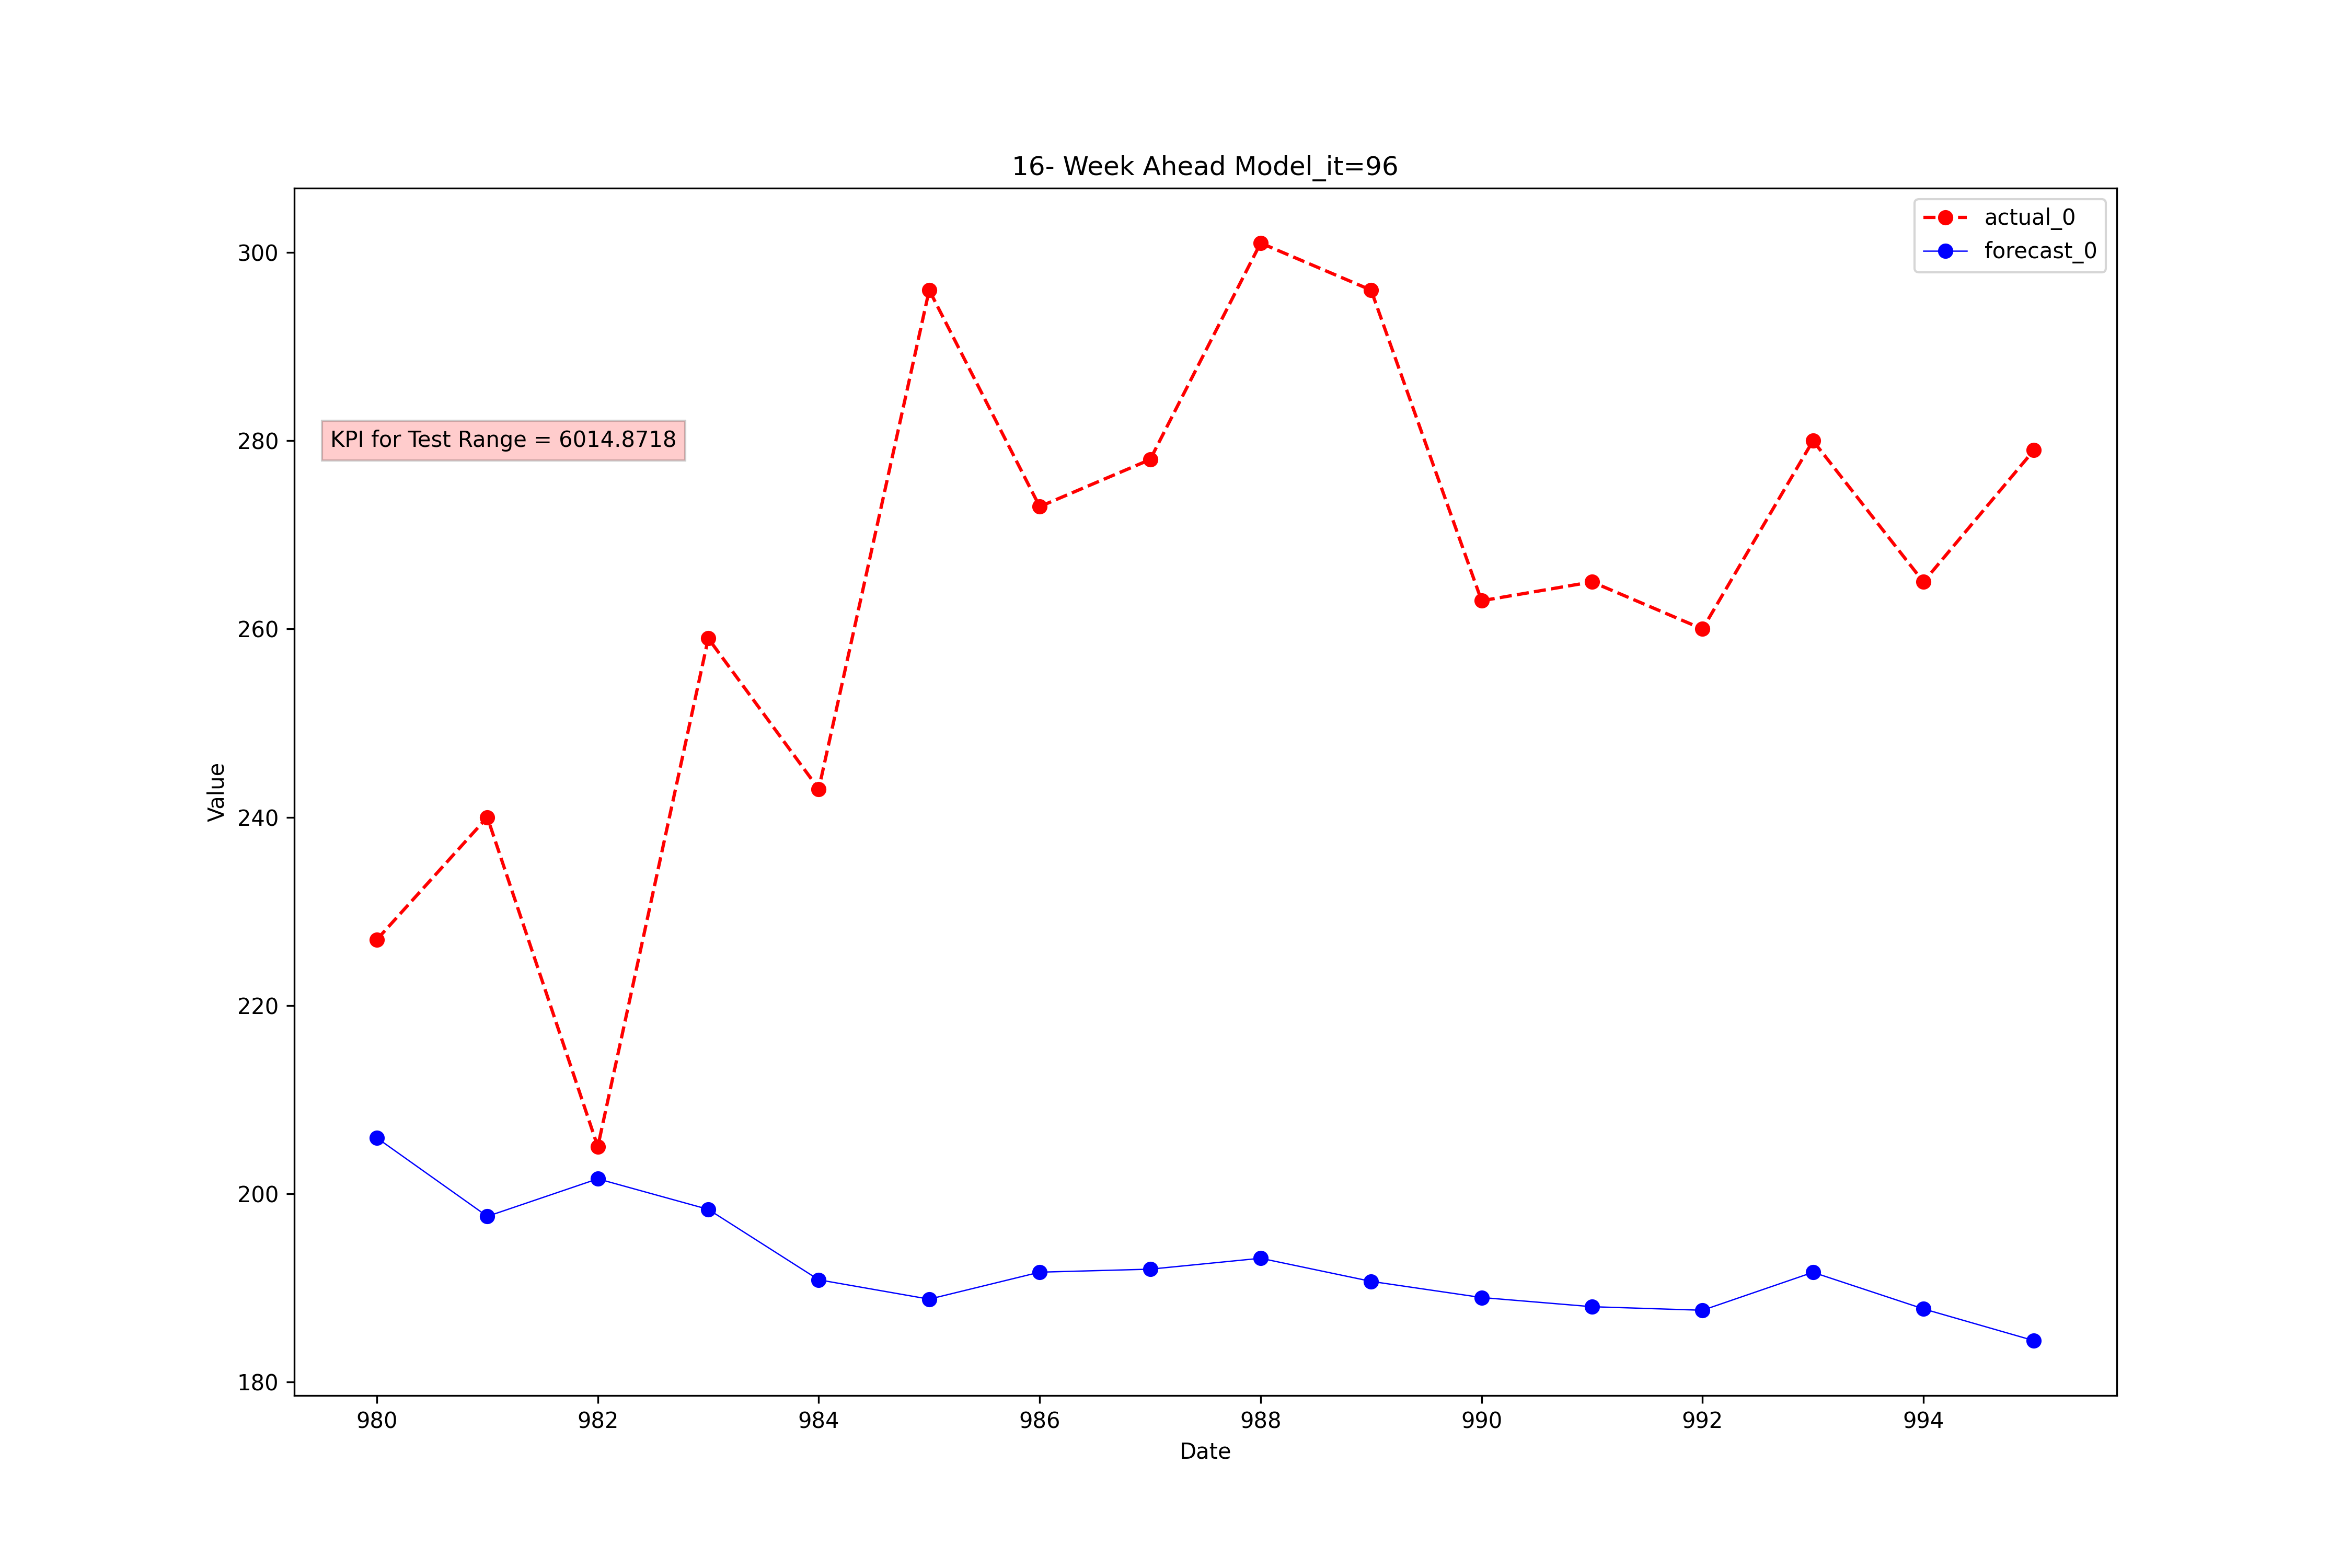 16- Week Ahead Model_it=96
actual_0
forecast_0
KPI for Test Range = 6014.8718
Value
300
280
260
240
220
200
180
980 982 984 986 988 990 992 994
Date